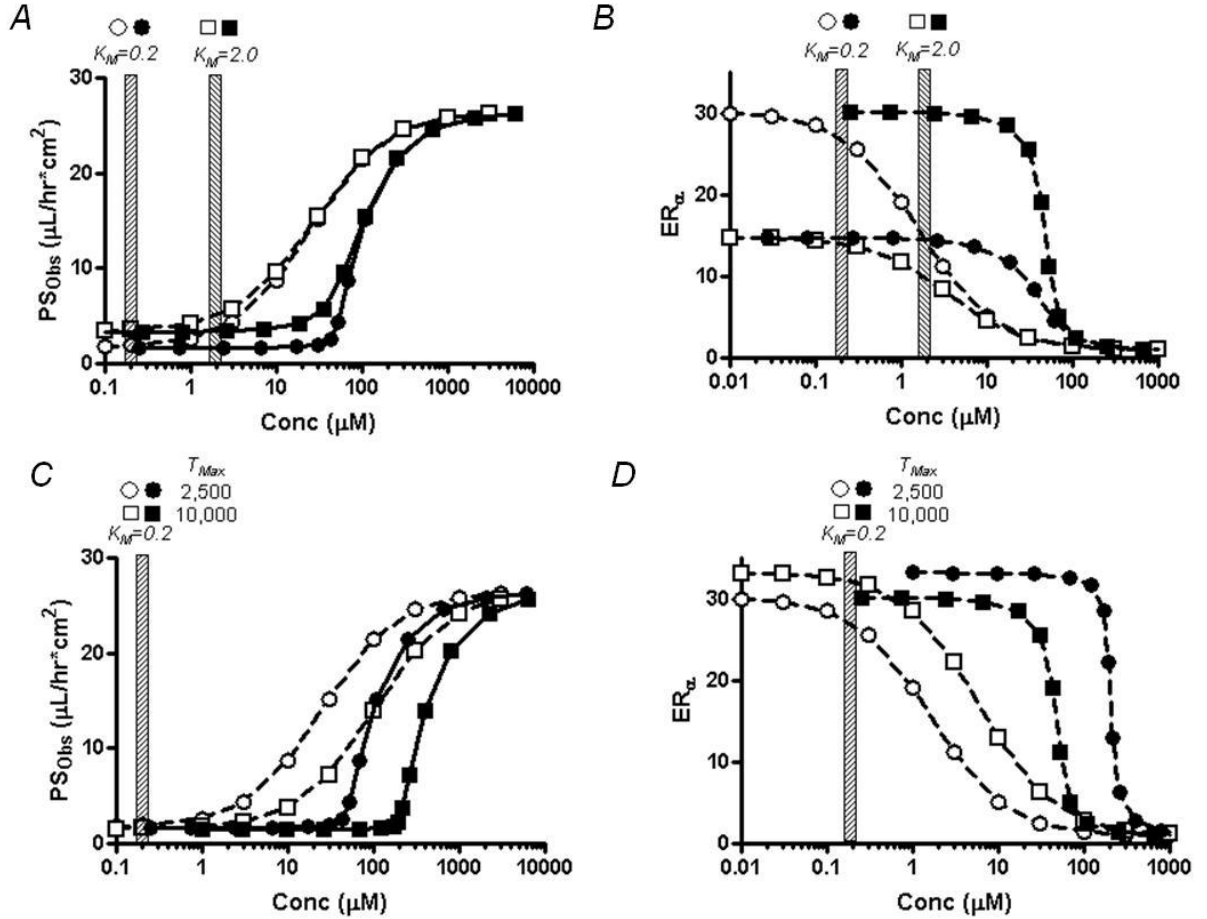 A
K_M=0.2 K_M=2.0
30
20
10
0
PS_Obs (μL/hr*cm²)
0.1 1 10 100 1000 10000
Conc (μM)
B
K_M=0.2 K_M=2.0
30
20
10
0
ER_α
0.01 0.1 1 10 100 1000
Conc (μM)
C
T_Max
2,500
10,000
K_M=0.2
30
20
10
0
PS_Obs (μL/hr*cm²)
0.1 1 10 100 1000 10000
Conc (μM)
D
T_Max
2,500
10,000
K_M=0.2
30
20
10
0
ER_α
0.01 0.1 1 10 100 1000
Conc (μM)